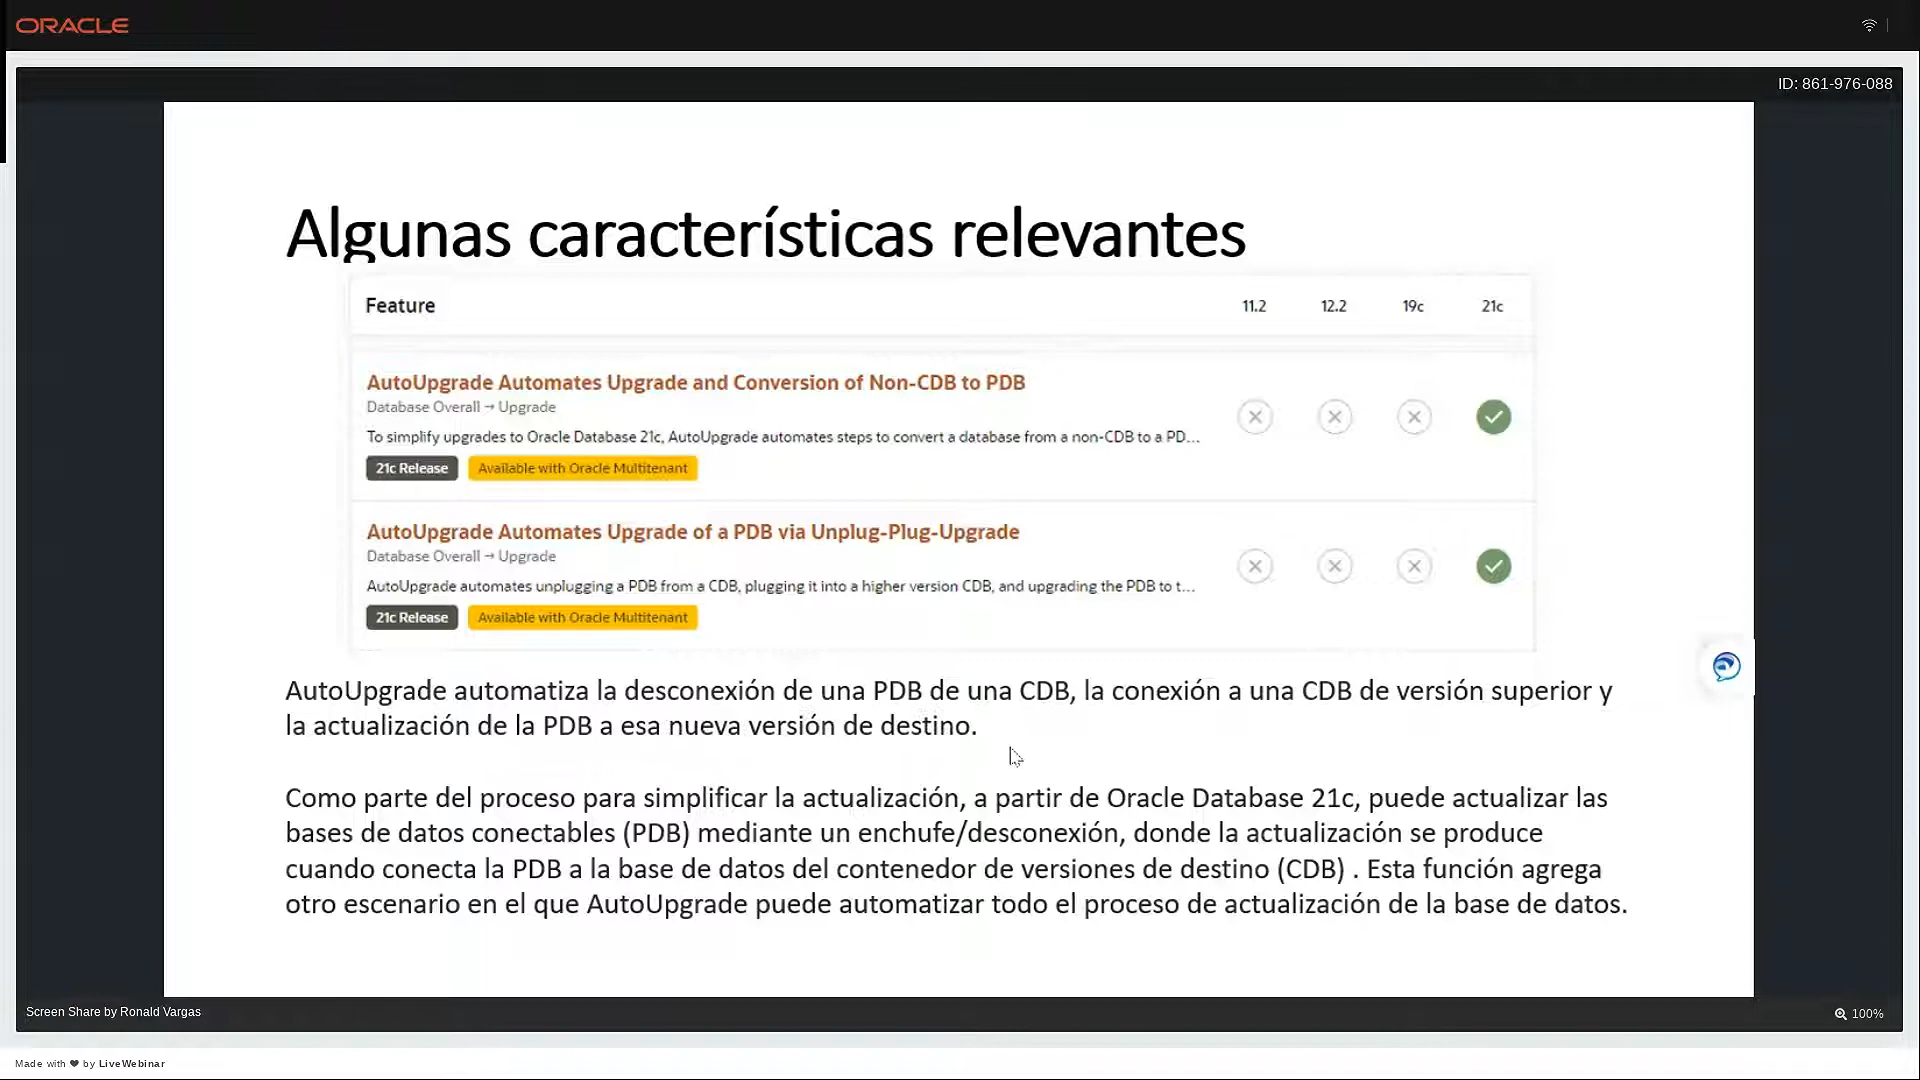 ORACLE
ID: 861-976-088
Algunas características relevantes
Feature 11.2 12.2 19c 21c
AutoUpgrade Automates Upgrade and Conversion of Non-CDB to PDB
Database Overall → Upgrade
To simplify upgrades to Oracle Database 21c, AutoUpgrade automates steps to convert a database from a non-CDB to a PD...
21c Release Available with Oracle Multitenant
AutoUpgrade Automates Upgrade of a PDB via Unplug-Plug-Upgrade
Database Overall → Upgrade
AutoUpgrade automates unplugging a PDB from a CDB, plugging it into a higher version CDB, and upgrading the PDB to t...
21c Release Available with Oracle Multitenant
AutoUpgrade automatiza la desconexión de una PDB de una CDB, la conexión a una CDB de versión superior y
la actualización de la PDB a esa nueva versión de destino.
Como parte del proceso para simplificar la actualización, a partir de Oracle Database 21c, puede actualizar las
bases de datos conectables (PDB) mediante un enchufe/desconexión, donde la actualización se produce
cuando conecta la PDB a la base de datos del contenedor de versiones de destino (CDB) . Esta función agrega
otro escenario en el que AutoUpgrade puede automatizar todo el proceso de actualización de la base de datos.
Screen Share by Ronald Vargas
100%
Made with ❤ by LiveWebinar